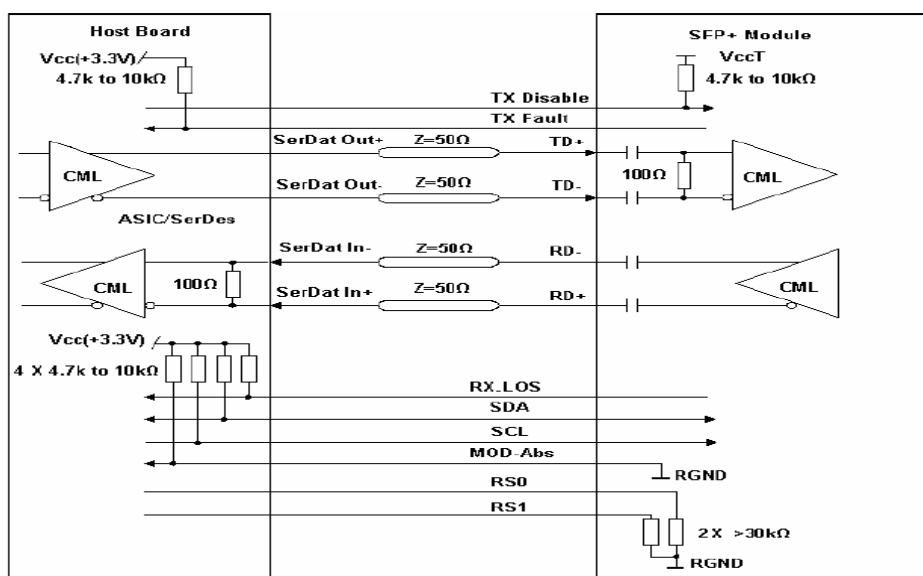 Host Board
SFP+ Module
Vcc(+3.3V)
4.7k to 10kΩ
VccT
4.7k to 10kΩ
TX Disable
TX Fault
SerDat Out+
Z=50Ω
TD+
CML
100Ω
CML
SerDat Out-
Z=50Ω
TD-
ASIC/SerDes
SerDat In-
Z=50Ω
RD-
CML
100Ω
CML
SerDat In+
Z=50Ω
RD+
Vcc(+3.3V)
4 X 4.7k to 10kΩ
RX.LOS
SDA
SCL
MOD-Abs
RGND
RS0
RS1
2X >30kΩ
RGND